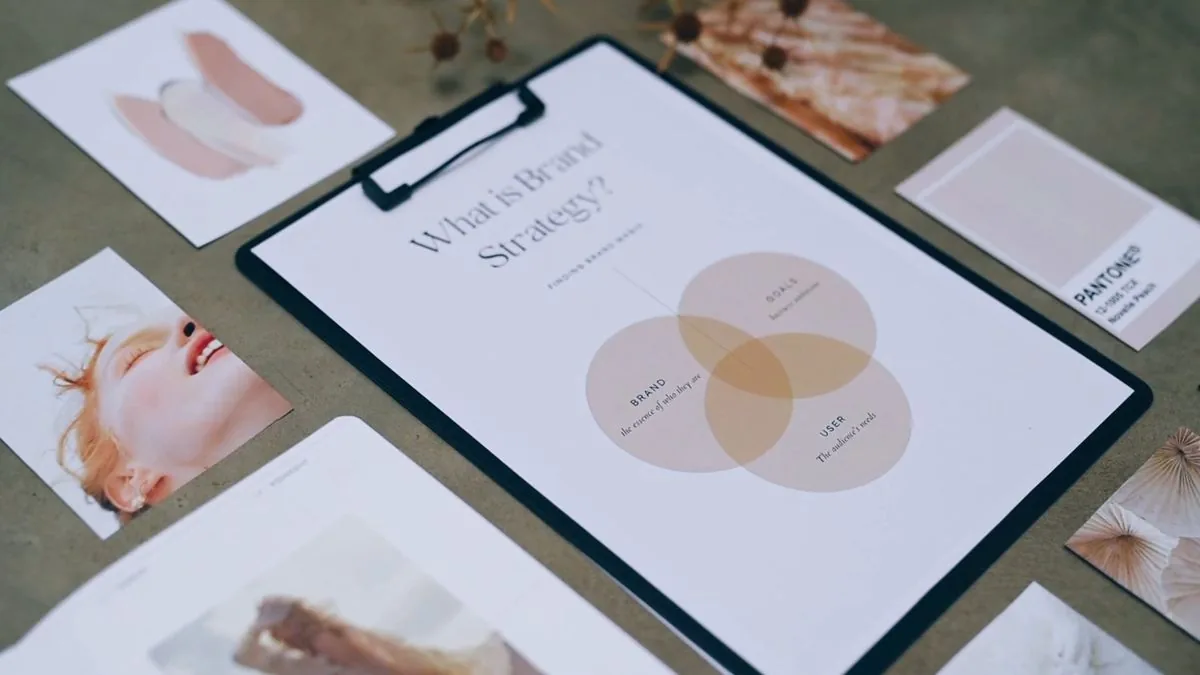 What is Brand
Strategy?
FINDING BRAND MAGIC
GOALS
BRAND
the essence of who they are
USER
The audience's needs
PANTONE®
Novelle Peach